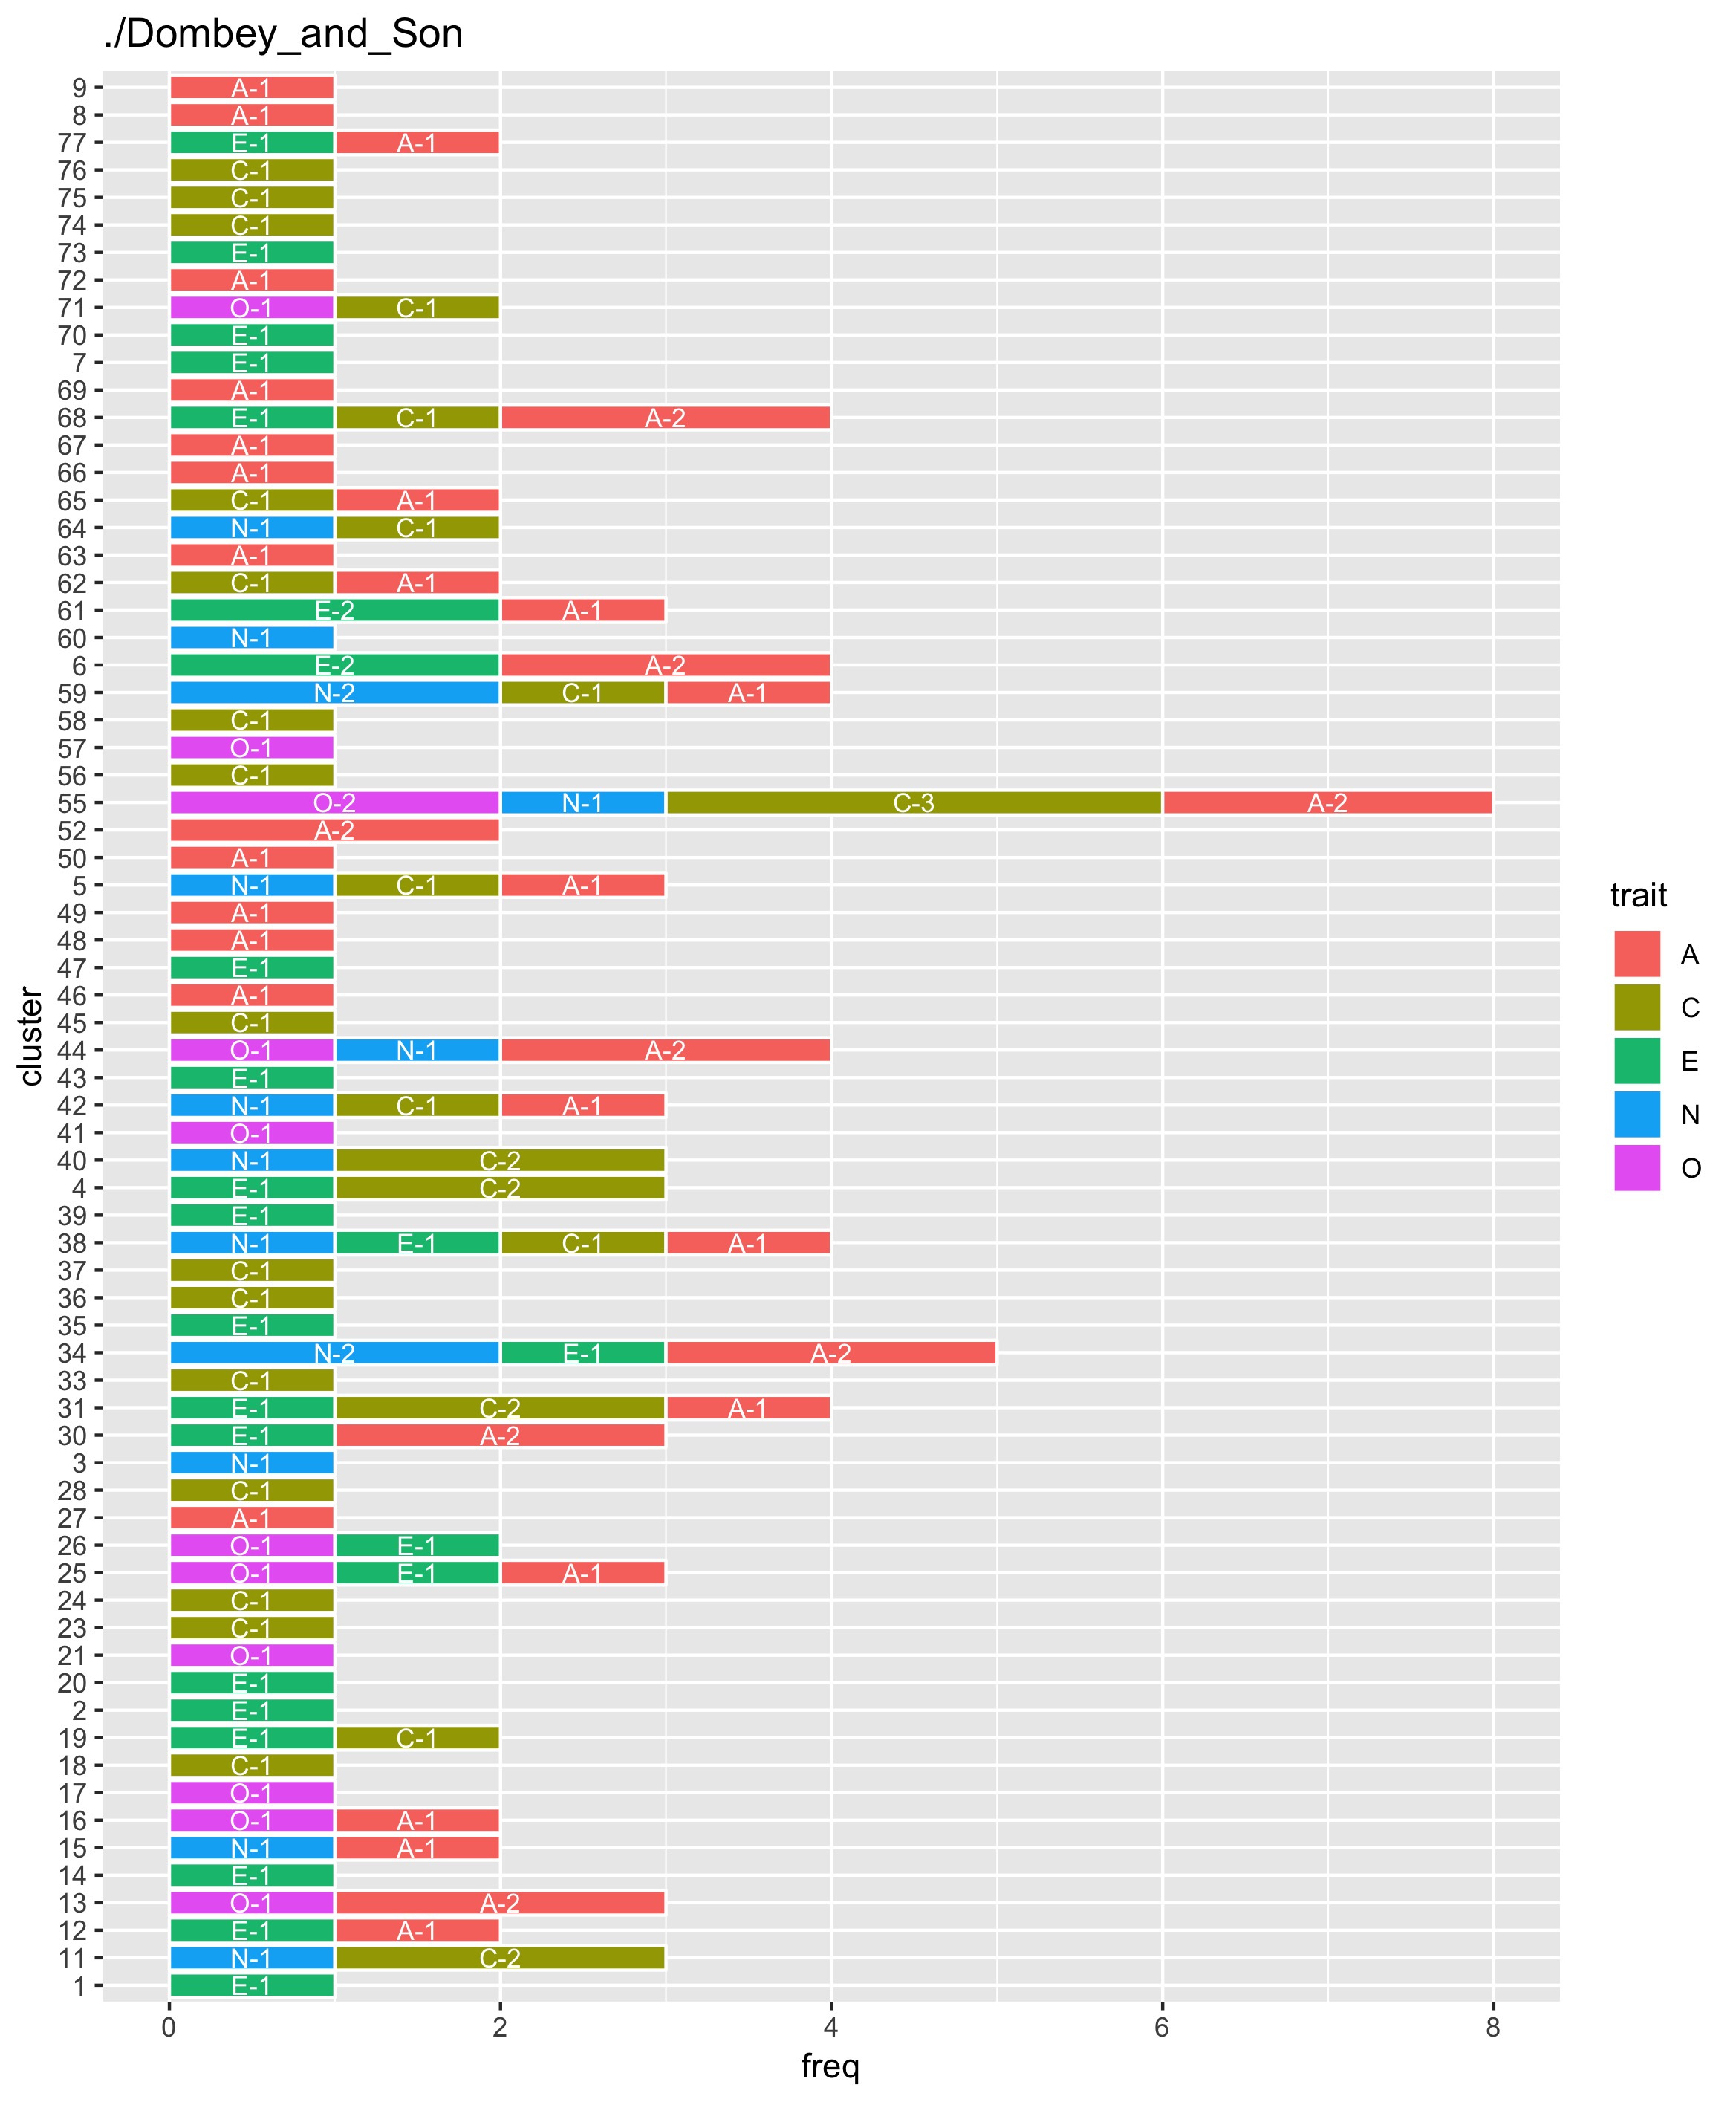 ./Dombey_and_Son
9 A-1
8 A-1
77 E-1 A-1
76 C-1
75 C-1
74 C-1
73 E-1
72 A-1
71 O-1 C-1
70 E-1
7 E-1
69 A-1
68 E-1 C-1 A-2
67 A-1
66 A-1
65 C-1 A-1
64 N-1 C-1
63 A-1
62 C-1 A-1
61 E-2 A-1
60 N-1
6 E-2 A-2
59 N-2 C-1 A-1
58 C-1
57 O-1
56 C-1
55 O-2 N-1 C-3 A-2
52 A-2
50 A-1
5 N-1 C-1 A-1
49 A-1
48 A-1
47 E-1
46 A-1
45 C-1
44 O-1 N-1 A-2
43 E-1
42 N-1 C-1 A-1
41 O-1
40 N-1 C-2
4 E-1 C-2
39 E-1
38 N-1 E-1 C-1 A-1
37 C-1
36 C-1
35 E-1
34 N-2 E-1 A-2
33 C-1
31 E-1 C-2 A-1
30 E-1 A-2
3 N-1
28 C-1
27 A-1
26 O-1 E-1
25 O-1 E-1 A-1
24 C-1
23 C-1
21 O-1
20 E-1
2 E-1
19 E-1 C-1
18 C-1
17 O-1
16 O-1 A-1
15 N-1 A-1
14 E-1
13 O-1 A-2
12 E-1 A-1
11 N-1 C-2
1 E-1
0 2 4 6 8
freq
cluster
trait
A
C
E
N
O